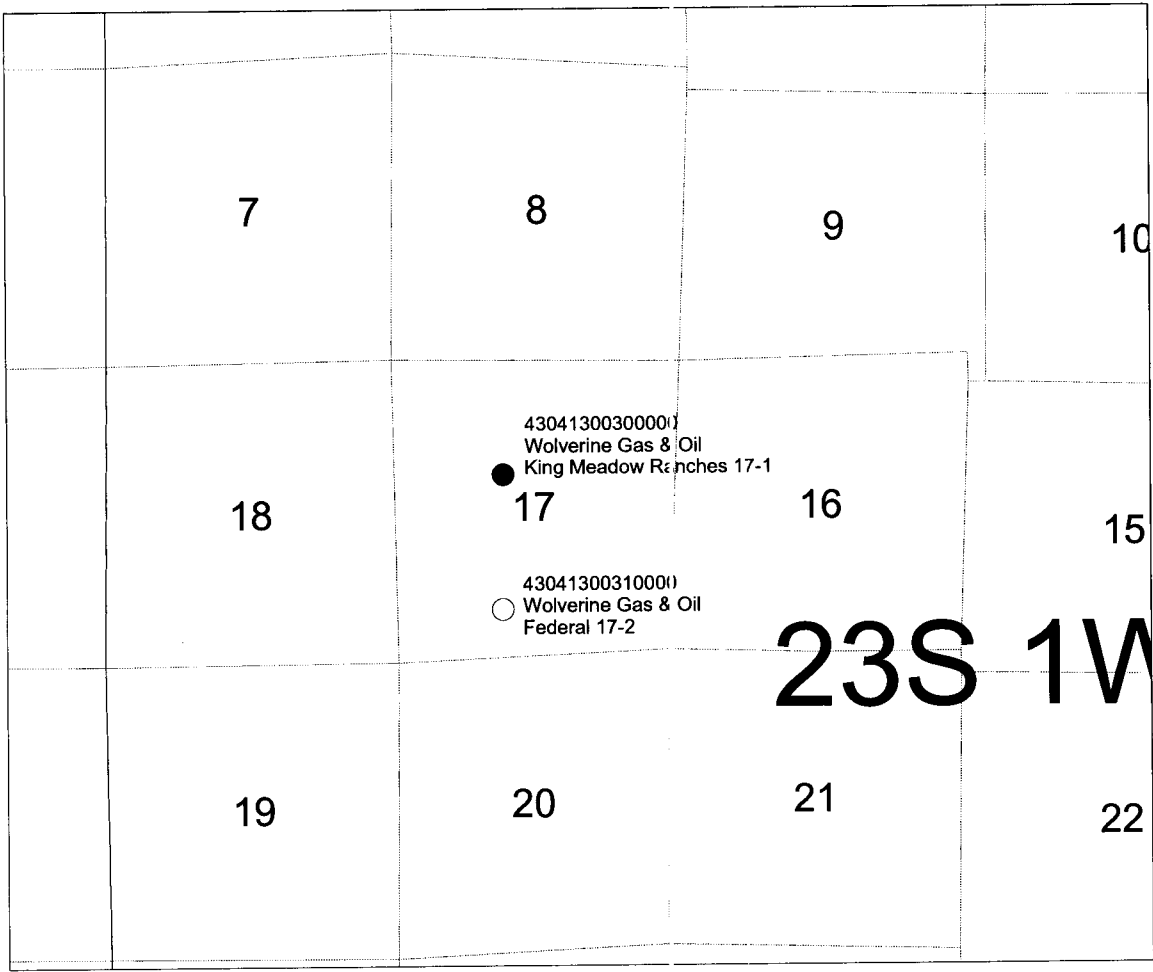 7
8
9
10
43041300300000
Wolverine Gas & Oil
King Meadow Ranches 17-1
18
17
16
15
43041300310000
Wolverine Gas & Oil
Federal 17-2
23S 1W
19
20
21
22